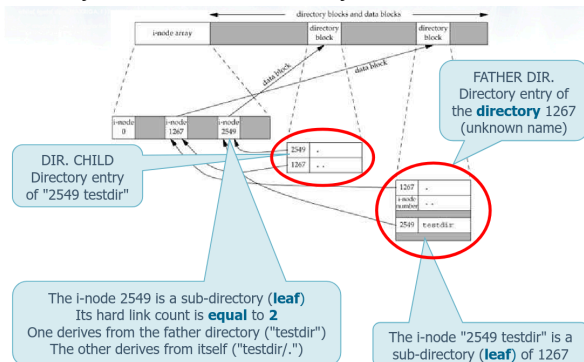 directory blocks and data blocks
i-node array
directory
block
directory
block
data block
data block
i-node
0
i-node
1267
i-node
2549
2549 .
1267 ..
1267 .
i-node
number ..
2549 testdir
FATHER DIR.
Directory entry of
the directory 1267
(unknown name)
DIR. CHILD
Directory entry
of "2549 testdir"
The i-node 2549 is a sub-directory (leaf)
Its hard link count is equal to 2
One derives from the father directory ("testdir")
The other derives from itself ("testdir/.")
The i-node "2549 testdir" is a
sub-directory (leaf) of 1267